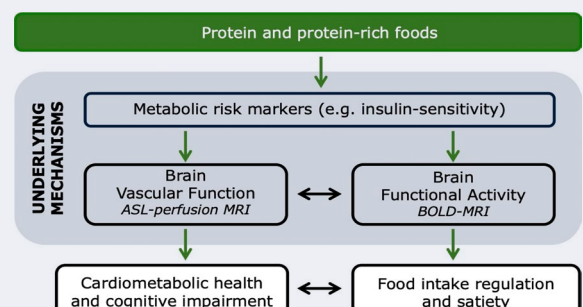 Protein and protein-rich foods
UNDERLYING
MECHANISMS
Metabolic risk markers (e.g. insulin-sensitivity)
Brain
Vascular Function
ASL-perfusion MRI
Brain
Functional Activity
BOLD-MRI
Cardiometabolic health
and cognitive impairment
Food intake regulation
and satiety